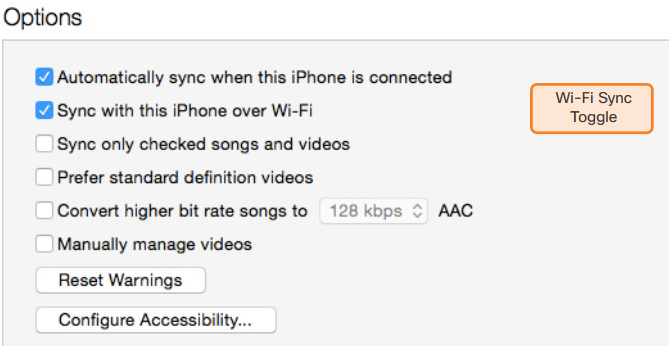 Options
Automatically sync when this iPhone is connected
Sync with this iPhone over Wi-Fi
Wi-Fi Sync
Toggle
Sync only checked songs and videos
Prefer standard definition videos
Convert higher bit rate songs to 128 kbps AAC
Manually manage videos
Reset Warnings
Configure Accessibility...